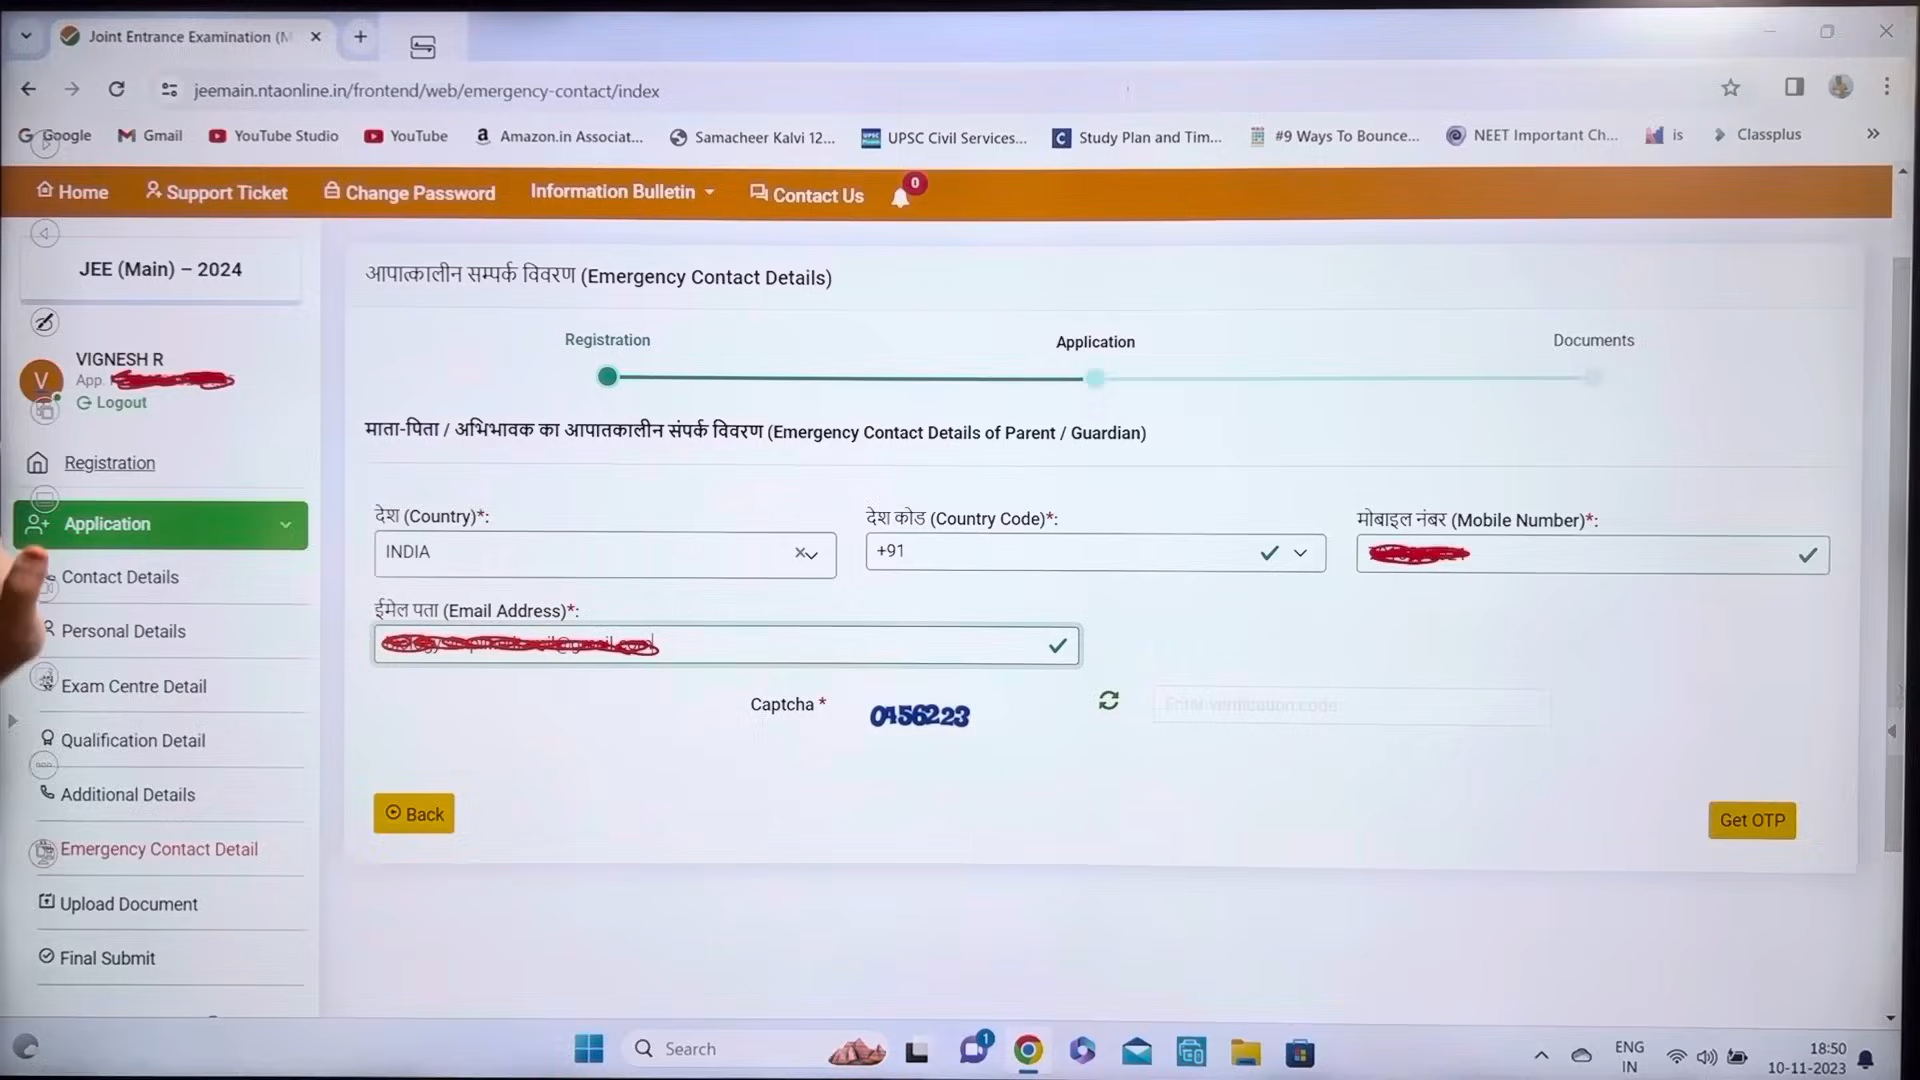 Joint Entrance Examination (M
jeemain.ntaonline.in/frontend/web/emergency-contact/index
Google Gmail YouTube Studio YouTube Amazon.in Associat... Samacheer Kalvi 12... UPSC Civil Services... Study Plan and Tim... #9 Ways To Bounce... NEET Important Ch... is Classplus
Home Support Ticket Change Password Information Bulletin Contact Us 0
JEE (Main) – 2024
VIGNESH R
App.
Logout
Registration
Application
Contact Details
Personal Details
Exam Centre Detail
Qualification Detail
Additional Details
Emergency Contact Detail
Upload Document
Final Submit
आपात्कालीन सम्पर्क विवरण (Emergency Contact Details)
Registration Application Documents
माता-पिता / अभिभावक का आपातकालीन संपर्क विवरण (Emergency Contact Details of Parent / Guardian)
देश (Country)*: देश कोड (Country Code)*: मोबाइल नंबर (Mobile Number)*:
INDIA +91
ईमेल पता (Email Address)*:
Captcha * 0456223 Enter verification code
Back Get OTP
Search 1 ENG 18:50
IN 10-11-2023